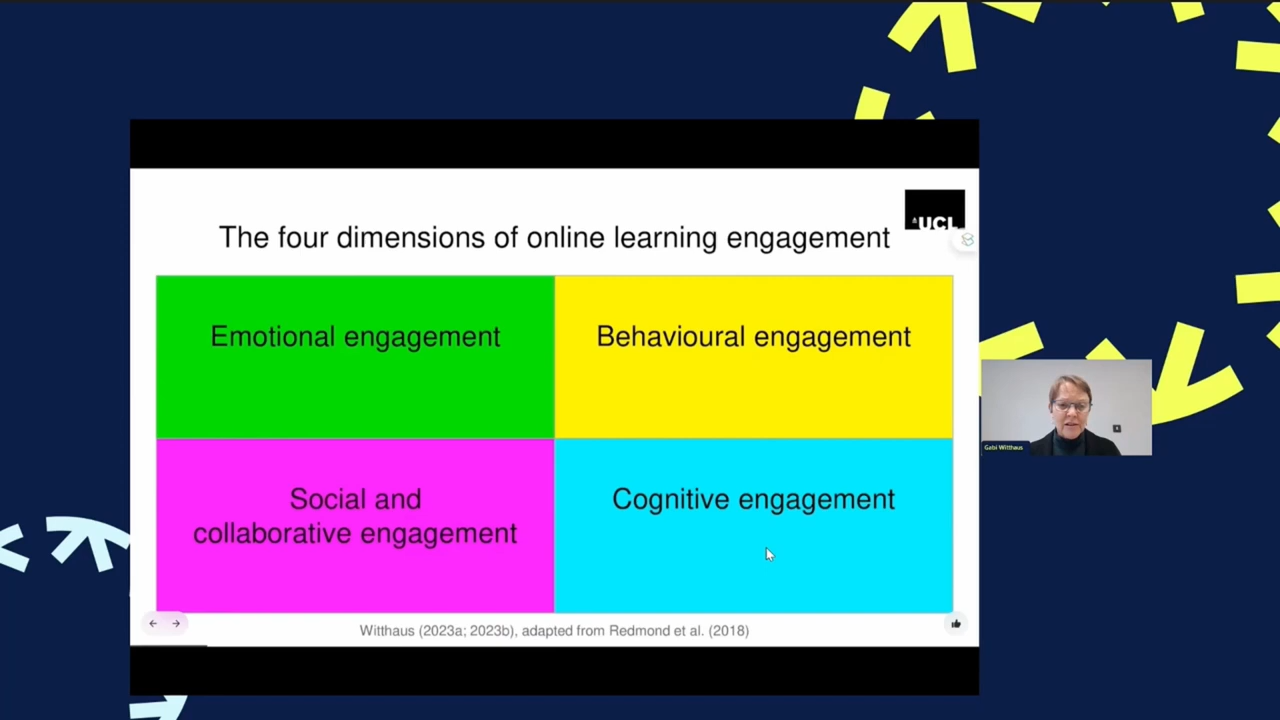 UCL
The four dimensions of online learning engagement
Emotional engagement
Behavioural engagement
Social and
collaborative engagement
Cognitive engagement
Witthaus (2023a; 2023b), adapted from Redmond et al. (2018)
Gabi Witthaus